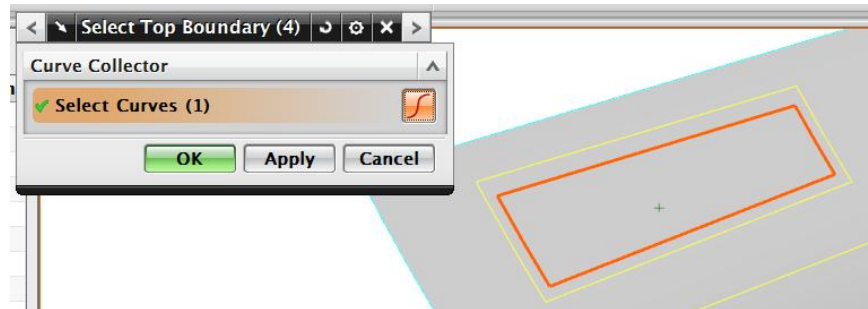 Select Top Boundary (4)
Curve Collector
Select Curves (1)
OK
Apply
Cancel